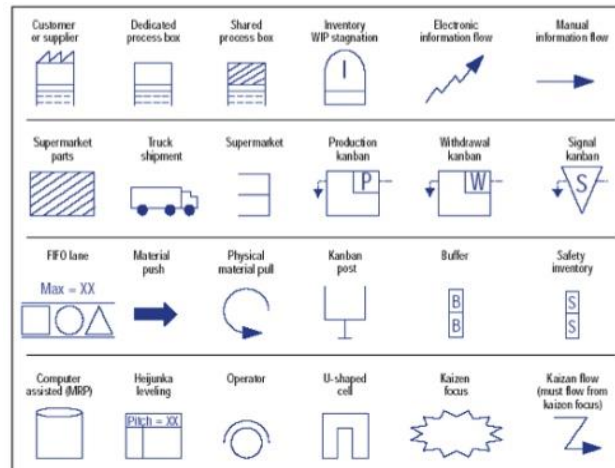 Customer
or supplier
Dedicated
process box
Shared
process box
Inventory
WIP stagnation
Electronic
information flow
Manual
information flow
I
Supermarket
parts
Truck
shipment
Supermarket
Production
kanban
Withdrawal
kanban
Signal
kanban
P
W
S
FIFO lane
Material
push
Physical
material pull
Kanban
post
Buffer
Safety
inventory
Max = XX
B
B
S
S
Computer
assisted (MRP)
Heijunka
leveling
Operator
U-shaped
cell
Kaizen
focus
Kaizan flow
(must flow from
kaizen focus)
Pitch = XX